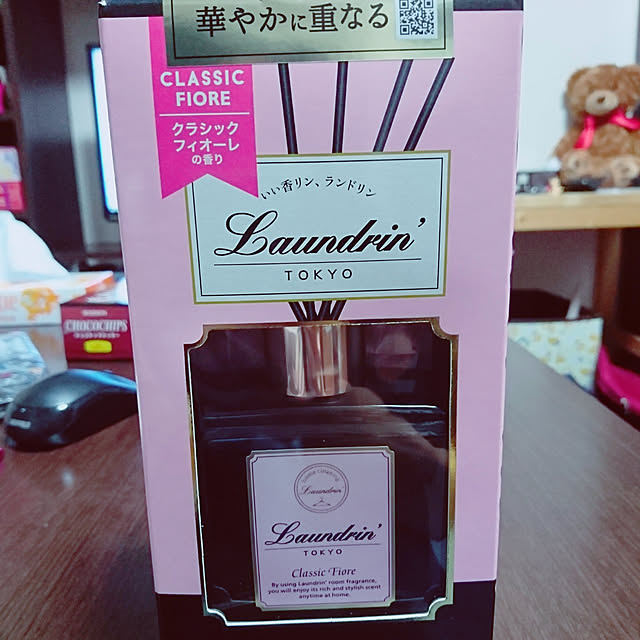 華やかに重なる
CLASSIC
FIORE
クラシック
フィオーレ
の香り
いい香リン、ランドリン
Laundrin'
TOKYO
Laundrin'
Laundrin'
TOKYO
Classic Fiore
By using Laundrin' room fragrance,
you will enjoy its rich and stylish scent
anytime at home.
CHOCOCHIPS